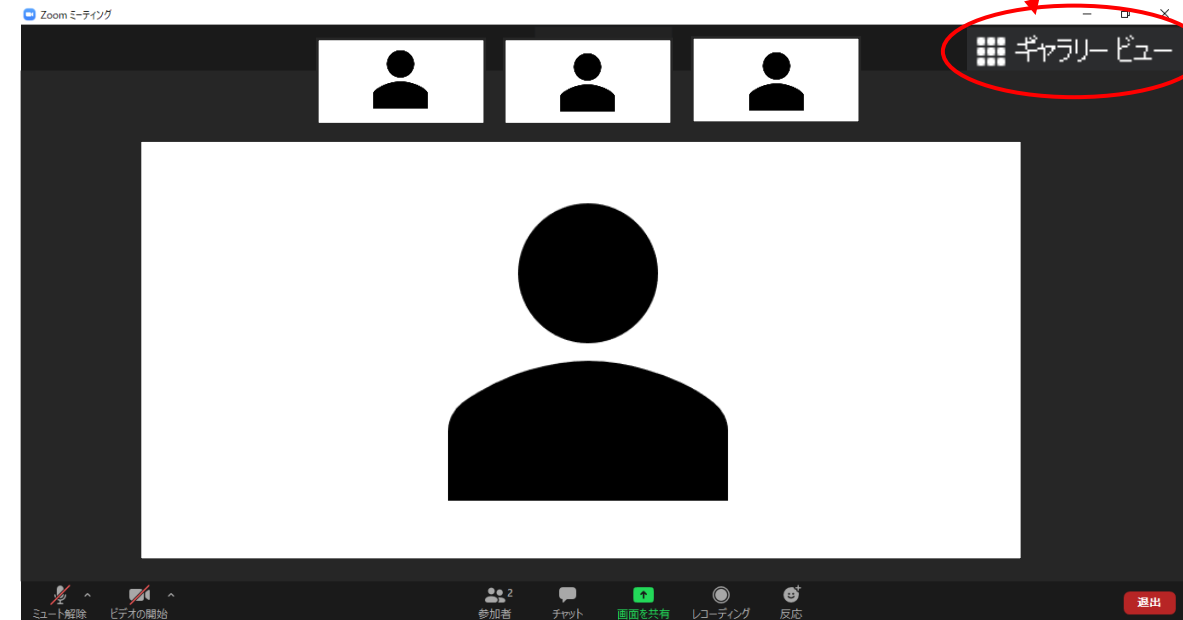 Zoom ミーティング
ギャラリー ビュー
2
ミュート解除
ビデオの開始
参加者
チャット
画面を共有
レコーディング
反応
退出